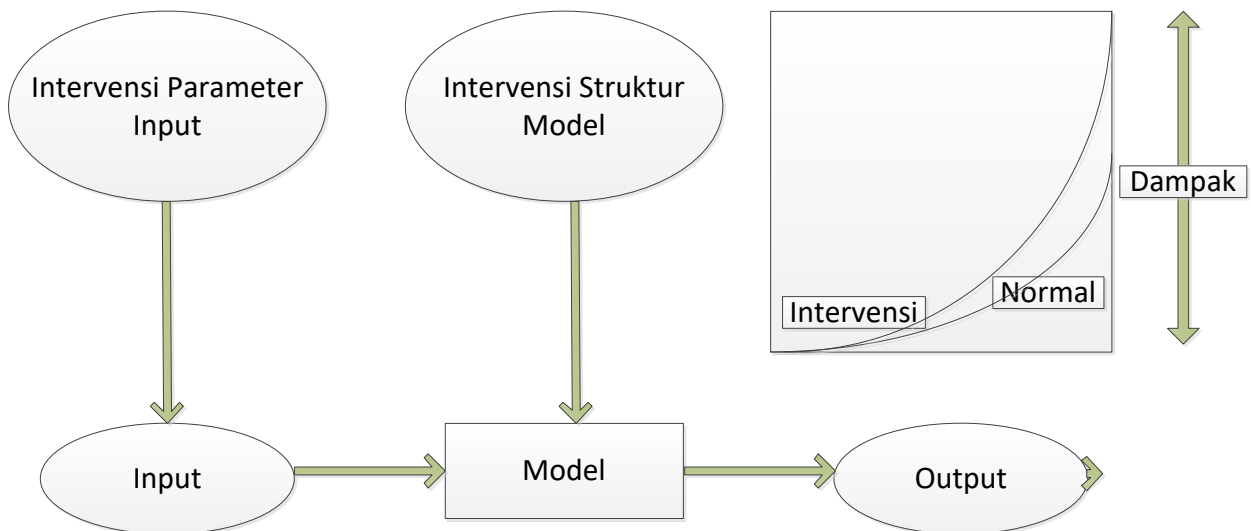 Intervensi Parameter
Input
Intervensi Struktur
Model
Dampak
Normal
Intervensi
Input
Model
Output